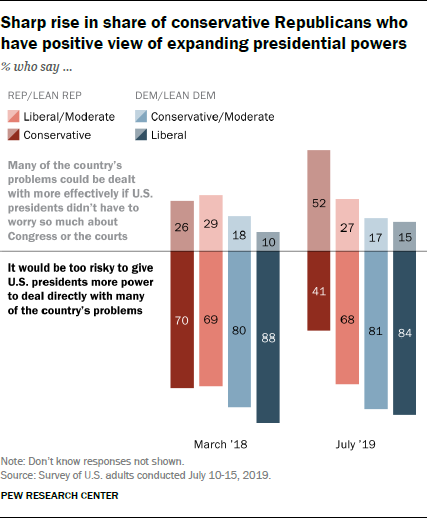 Sharp rise in share of conservative Republicans who
have positive view of expanding presidential powers
% who say ...
REP/LEAN REP
DEM/LEAN DEM
Liberal/Moderate
Conservative/Moderate
Conservative
Liberal
Many of the country's
problems could be dealt
with more effectively if U.S.
presidents didn't have to
worry so much about
Congress or the courts
26 29 18 10
52 27 17 15
It would be too risky to give
U.S. presidents more power
to deal directly with many
of the country's problems
70 69 80 88
41 68 81 84
March '18
July '19
Note: Don't know responses not shown.
Source: Survey of U.S. adults conducted July 10-15, 2019.
PEW RESEARCH CENTER